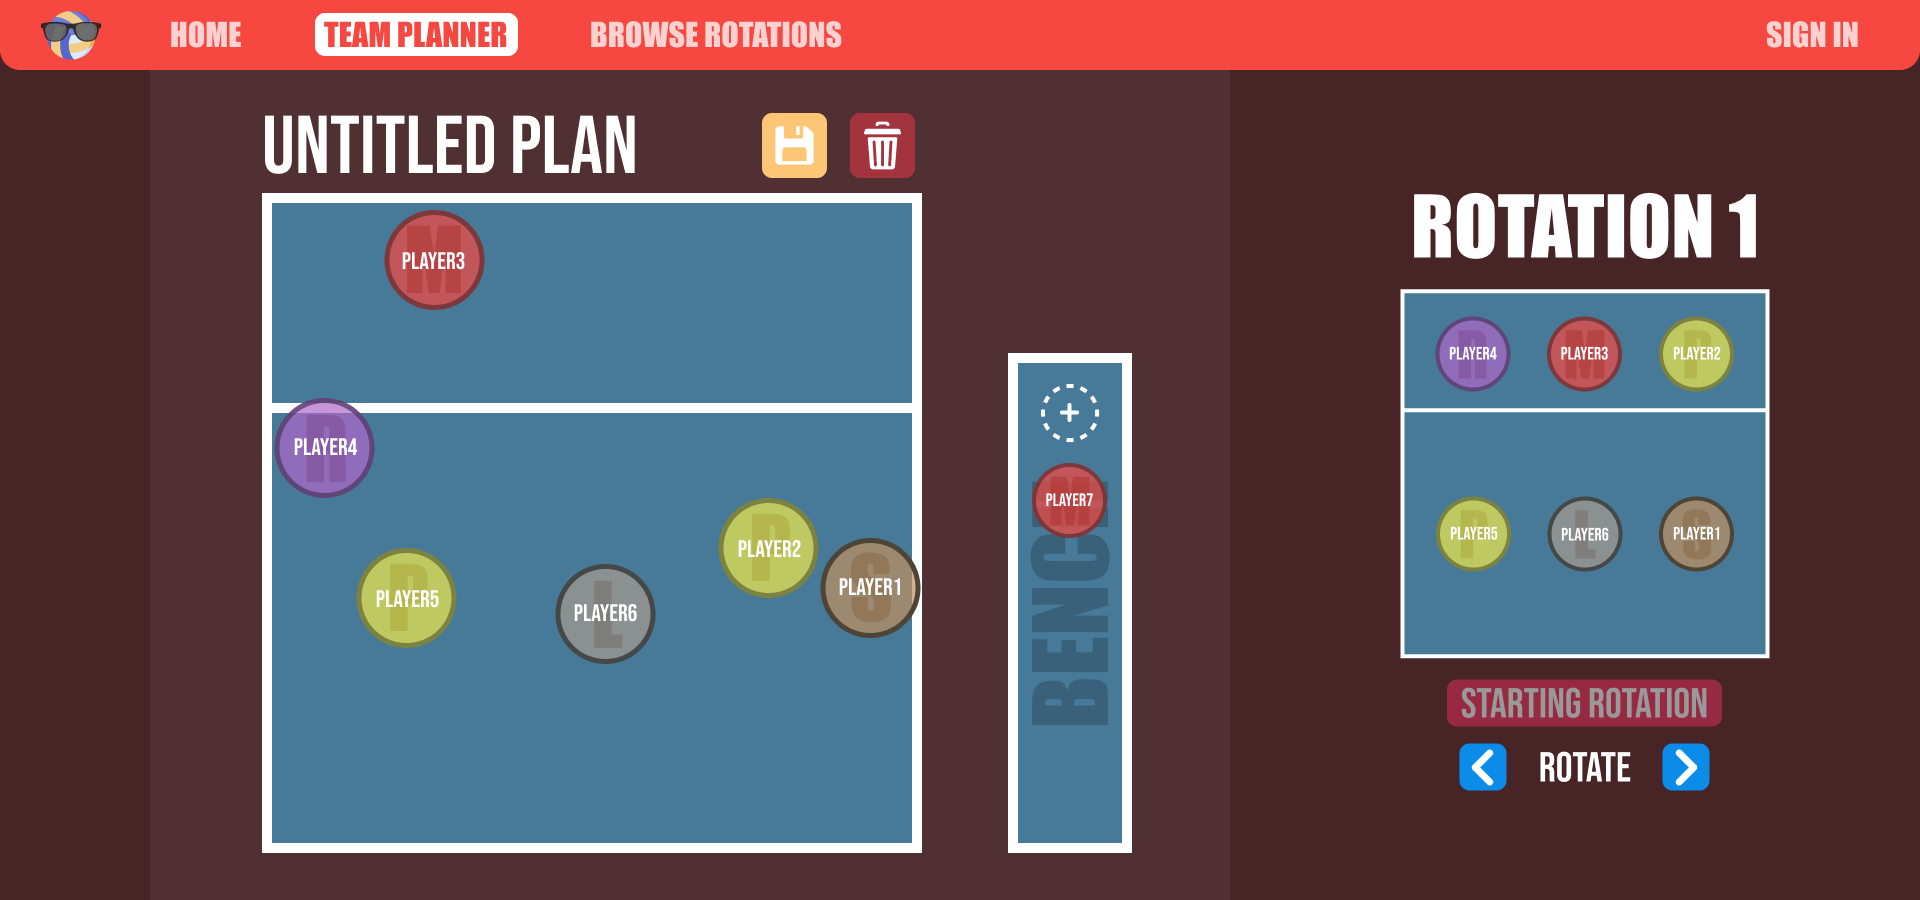 HOME
TEAM PLANNER
BROWSE ROTATIONS
SIGN IN
UNTITLED PLAN
M
PLAYER3
R
PLAYER4
P
PLAYER2
S
PLAYER1
P
PLAYER5
L
PLAYER6
+
M
PLAYER7
BENCH
ROTATION 1
R
PLAYER4
M
PLAYER3
P
PLAYER2
P
PLAYER5
L
PLAYER6
S
PLAYER1
STARTING ROTATION
ROTATE